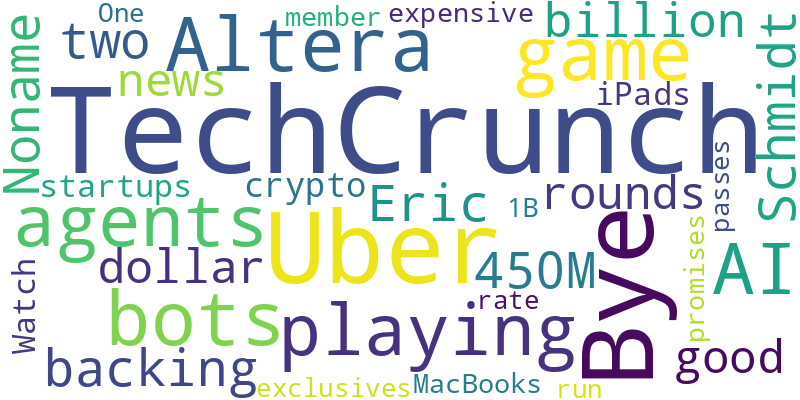 One
member
expensive
billion
two
Altera
game
Noname
news
iPads
Schmidt
TechCrunch
startups
crypto
Eric
1B
rounds
passes
agents
Uber
Bye
dollar
450M
promises
AI
Watch
bots
playing
rate
backing
good
exclusives
MacBooks
run